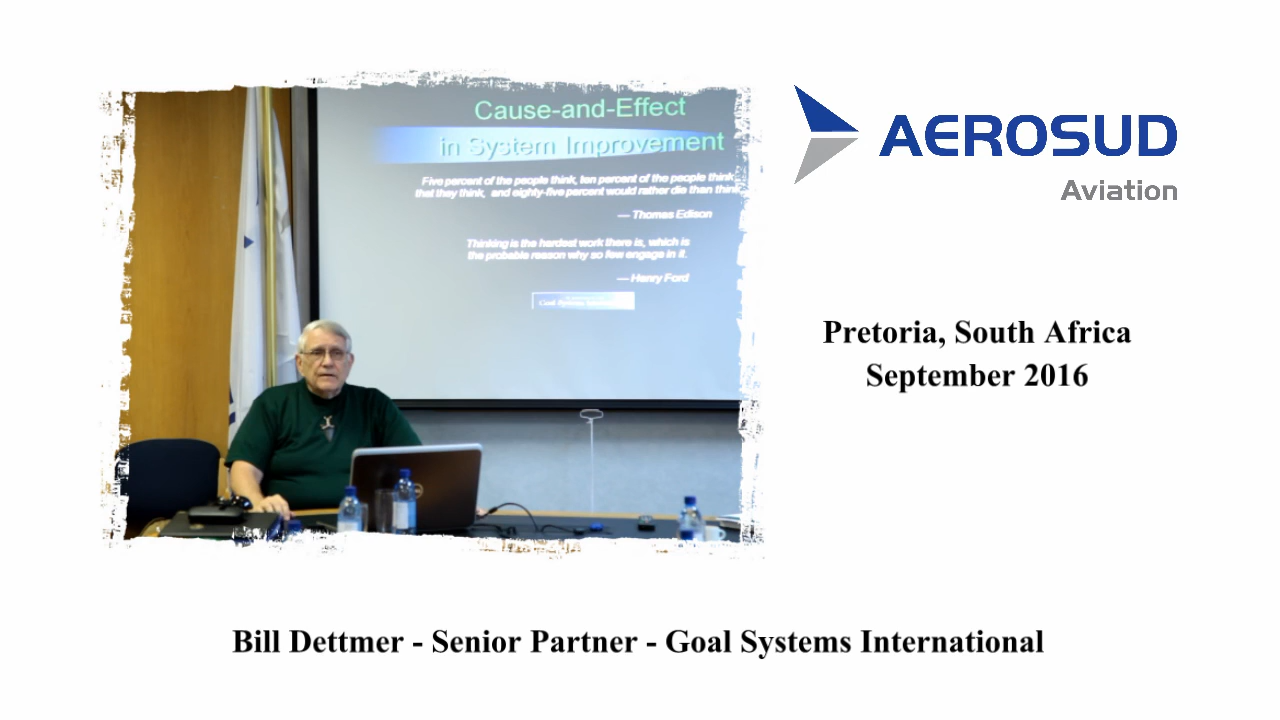 Cause-and-Effect
in System Improvement
Five percent of the people think, ten percent of the people think
that they think, and eighty-five percent would rather die than think
— Thomas Edison
Thinking is the hardest work there is, which is
the probable reason why so few engage in it.
— Henry Ford
Goal Systems
AEROSUD
Aviation
Pretoria, South Africa
September 2016
Bill Dettmer - Senior Partner - Goal Systems International